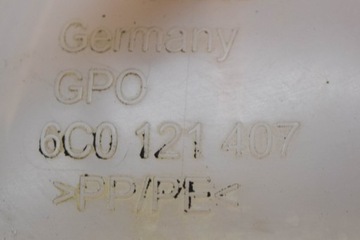 Germany
GPO
6C0 121 407
>PP/PE<